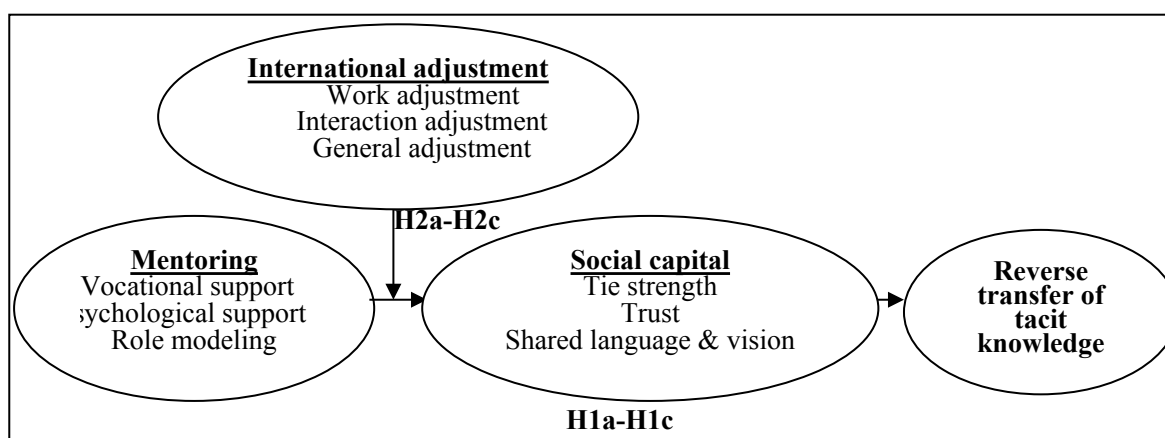 International adjustment
Work adjustment
Interaction adjustment
General adjustment
H2a-H2c
Mentoring
Vocational support
sychological support
Role modeling
Social capital
Tie strength
Trust
Shared language & vision
Reverse
transfer of
tacit
knowledge
H1a-H1c